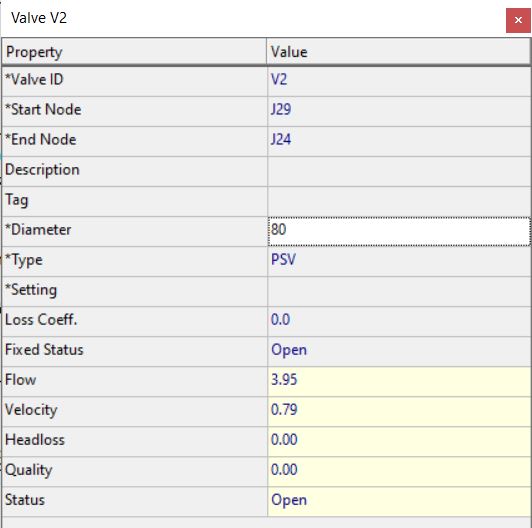 Valve V2
Property Value
*Valve ID V2
*Start Node J29
*End Node J24
Description
Tag
*Diameter 80
*Type PSV
*Setting
Loss Coeff. 0.0
Fixed Status Open
Flow 3.95
Velocity 0.79
Headloss 0.00
Quality 0.00
Status Open